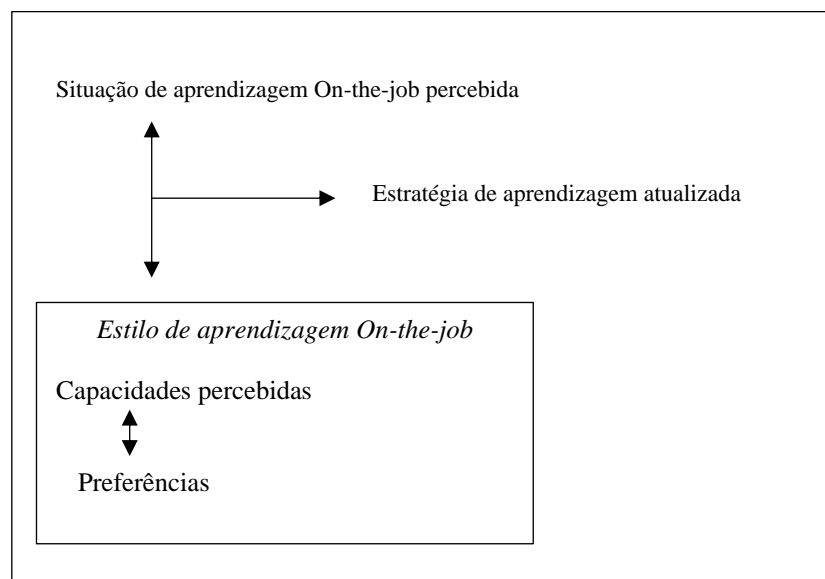 Situação de aprendizagem On-the-job percebida
Estratégia de aprendizagem atualizada
Estilo de aprendizagem On-the-job
Capacidades percebidas
Preferências